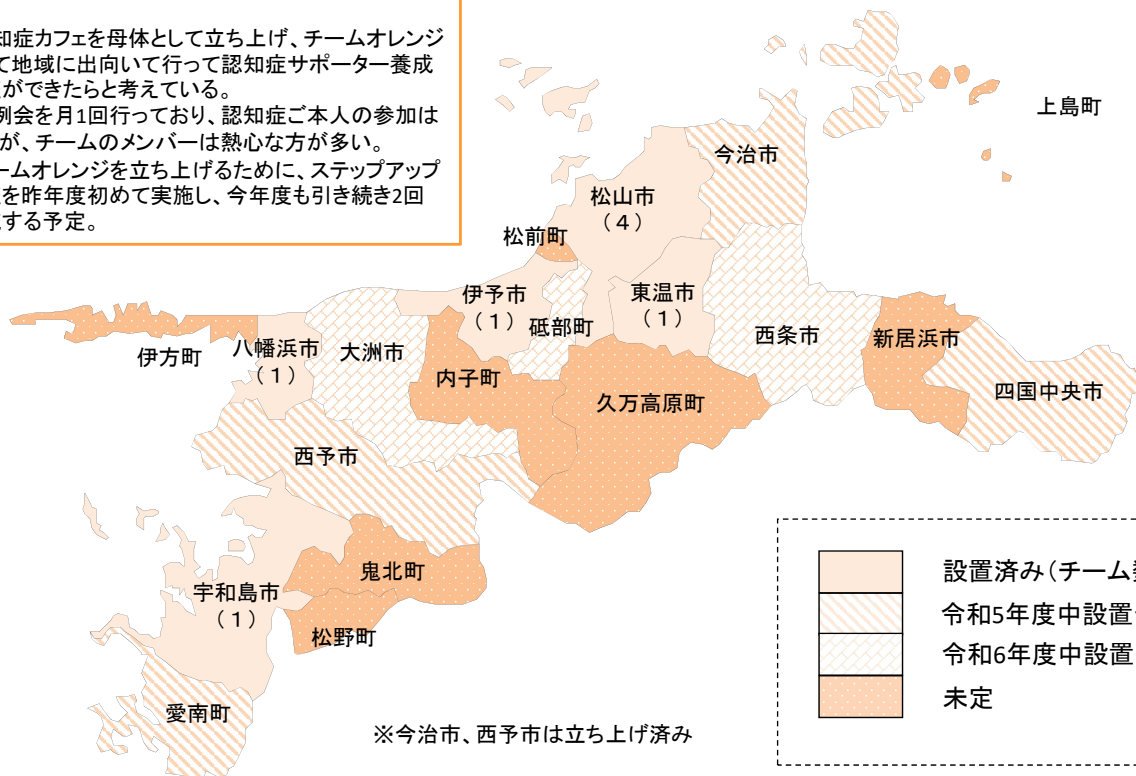 知症カフェを母体として立ち上げ、チームオレンジ
て地域に出向いて行って認知症サポーター養成
ができたらと考えている。
例会を月1回行っており、認知症ご本人の参加は
が、チームのメンバーは熱心な方が多い。
ームオレンジを立ち上げるために、ステップアップ
を昨年度初めて実施し、今年度も引き続き2回
する予定。
上島町
今治市
松山市
（４）
松前町
伊予市
（１）
砥部町
東温市
（１）
西条市
新居浜市
四国中央市
伊方町
八幡浜市
（１）
大洲市
内子町
久万高原町
西予市
鬼北町
宇和島市
（１）
松野町
愛南町
※今治市、西予市は立ち上げ済み
設置済み（チーム
令和5年度中設置
令和6年度中設置
未定